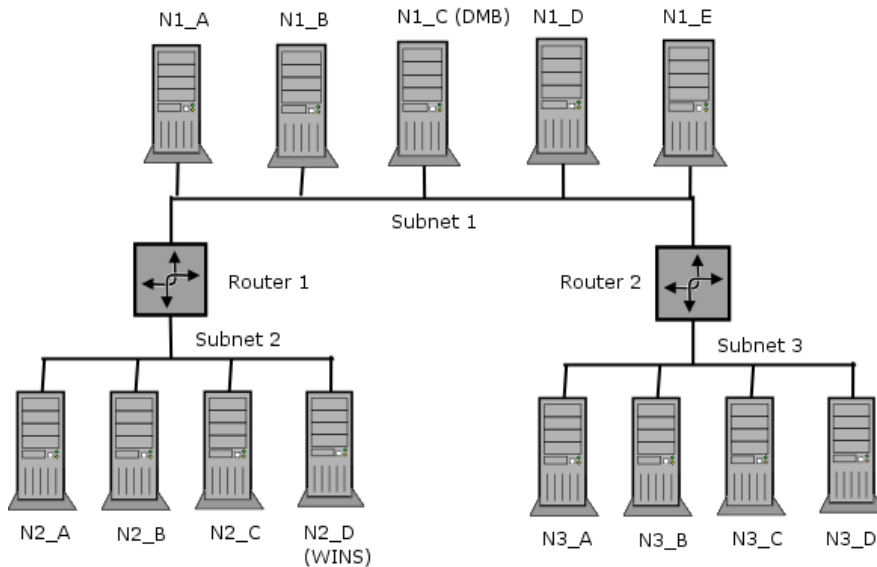 N1_A
N1_B
N1_C (DMB)
N1_D
N1_E
Subnet 1
Router 1
Router 2
Subnet 2
Subnet 3
N2_A
N2_B
N2_C
N2_D
(WINS)
N3_A
N3_B
N3_C
N3_D